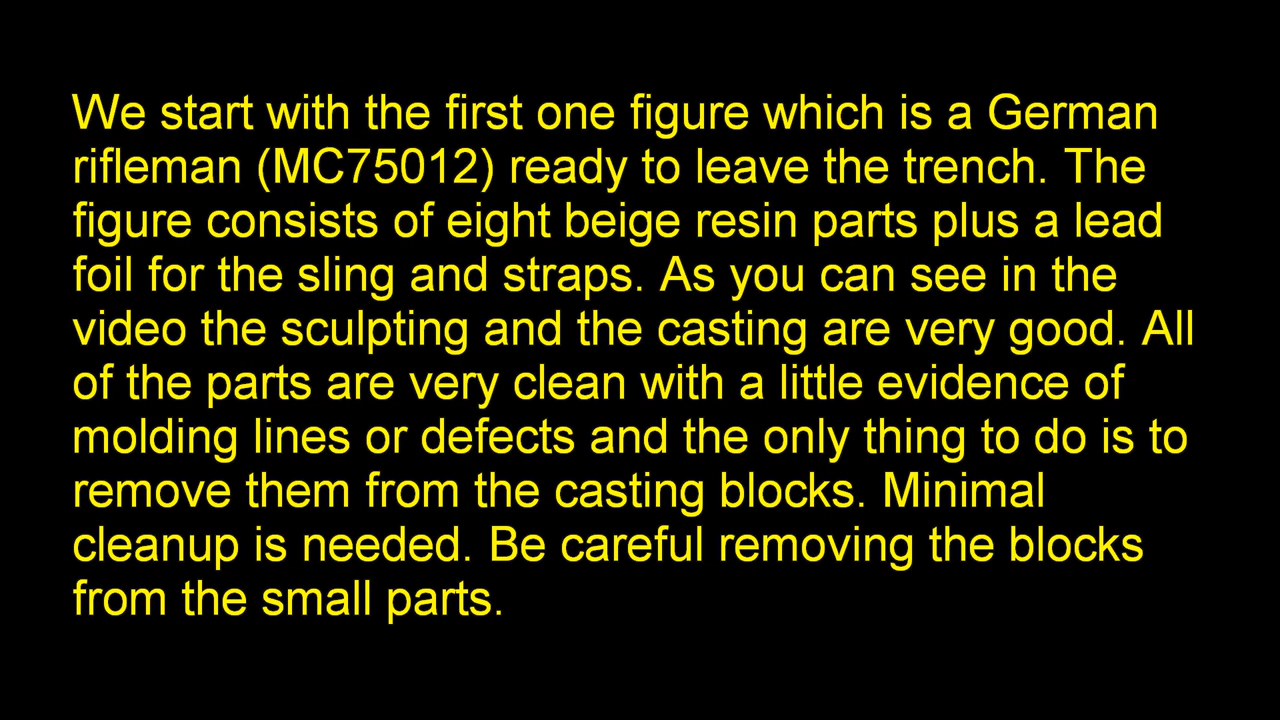 We start with the first one figure which is a German
rifleman (MC75012) ready to leave the trench. The
figure consists of eight beige resin parts plus a lead
foil for the sling and straps. As you can see in the
video the sculpting and the casting are very good. All
of the parts are very clean with a little evidence of
molding lines or defects and the only thing to do is to
remove them from the casting blocks. Minimal
cleanup is needed. Be careful removing the blocks
from the small parts.